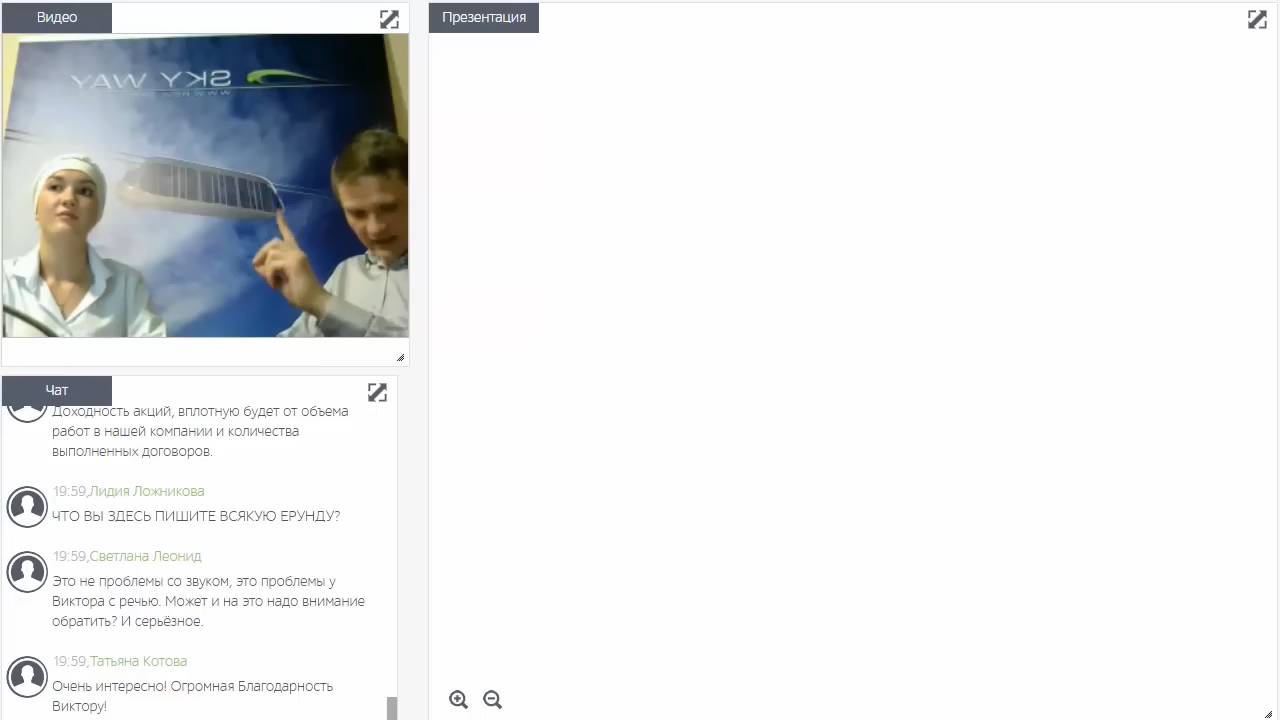 Видео
Презентация
SKY WAY
Чат
Доходность акций, вплотную будет от объема
работ в нашей компании и количества
выполненных договоров.
19:59,Лидия Ложникова
ЧТО ВЫ ЗДЕСЬ ПИШИТЕ ВСЯКУЮ ЕРУНДУ?
19:59,Светлана Леонид
Это не проблемы со звуком, это проблемы у
Виктора с речью. Может и на это надо внимание
обратить? И серьёзное.
19:59,Татьяна Котова
Очень интересно! Огромная Благодарность
Виктору!